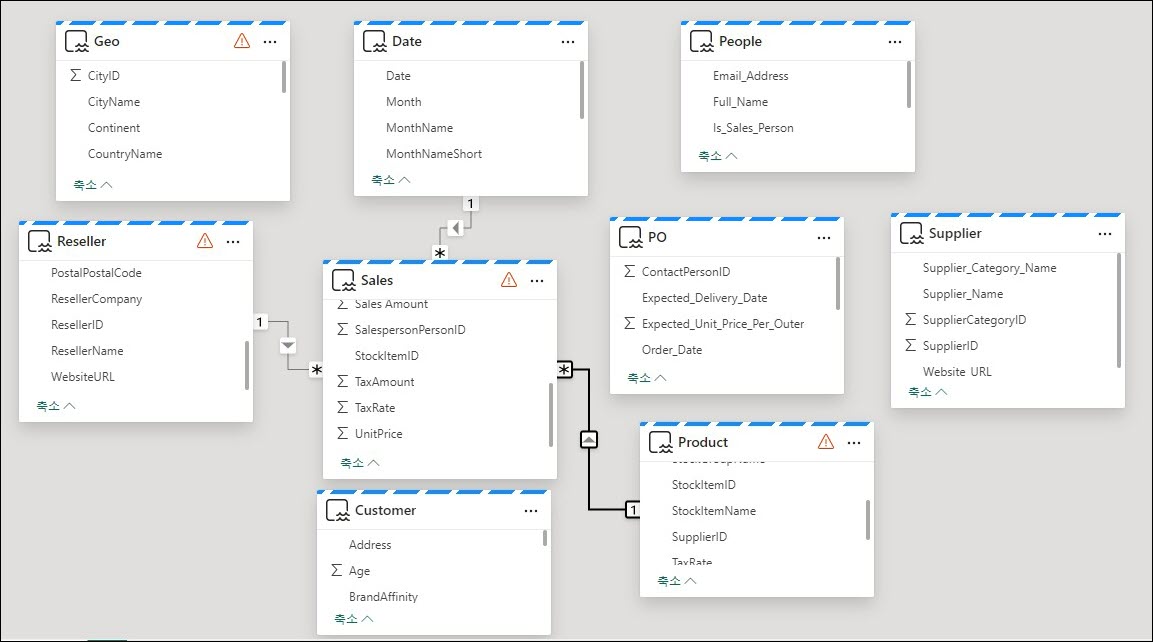 Geo
Σ CityID
CityName
Continent
CountryName
축소
Date
Date
Month
MonthName
MonthNameShort
축소
People
Email_Address
Full_Name
Is_Sales_Person
축소
Reseller
PostalPostalCode
ResellerCompany
ResellerID
ResellerName
WebsiteURL
축소
1
*
1
*
Sales
Σ Sales Amount
Σ SalespersonPersonID
StockItemID
Σ TaxAmount
Σ TaxRate
Σ UnitPrice
축소
*
1
PO
Σ ContactPersonID
Expected_Delivery_Date
Σ Expected_Unit_Price_Per_Outer
Order_Date
축소
Supplier
Supplier_Category_Name
Supplier_Name
Σ SupplierCategoryID
Σ SupplierID
Website_URL
축소
Product
StockItemID
StockItemName
SupplierID
TaxRate
축소
Customer
Address
Σ Age
BrandAffinity
축소